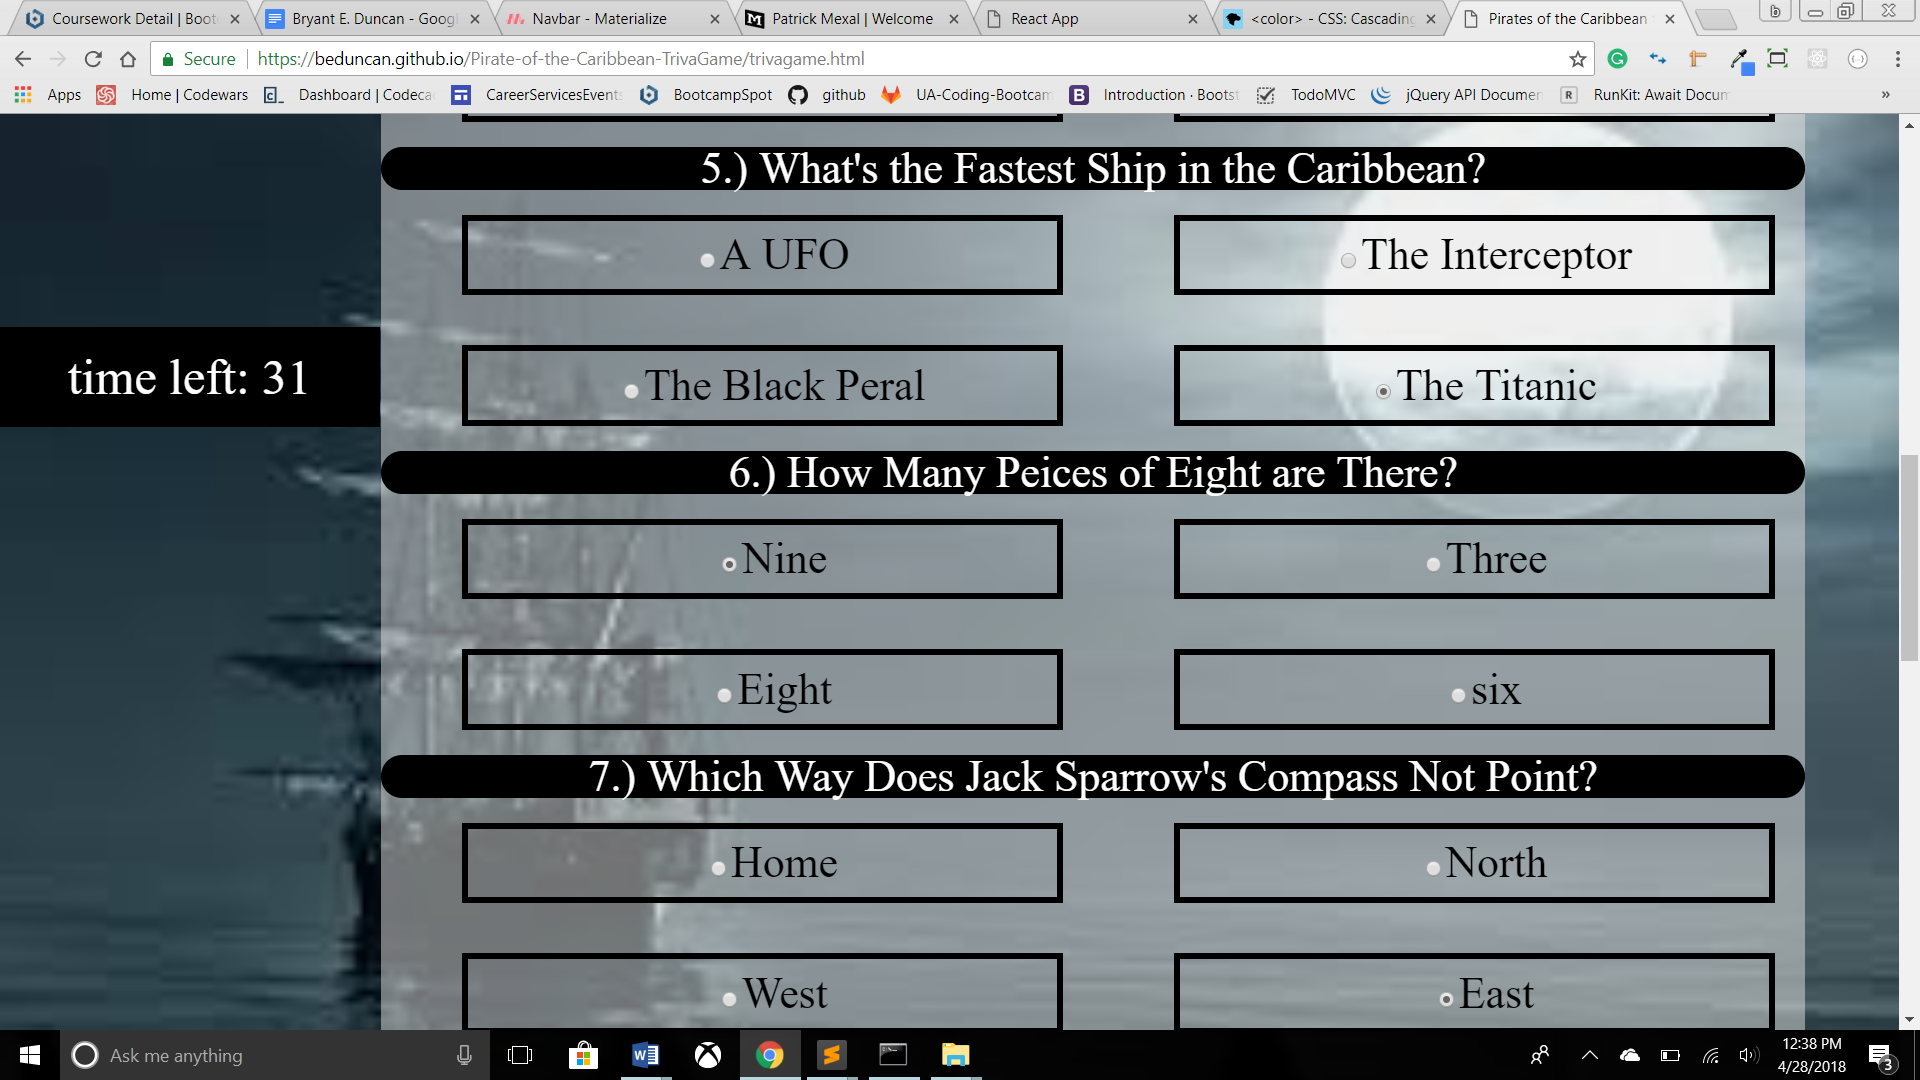 Coursework Detail | Boot
Bryant E. Duncan - Googl
Navbar - Materialize
Patrick Mexal | Welcome
React App
<color> - CSS: Cascading
Pirates of the Caribbean
Secure
https://beduncan.github.io/Pirate-of-the-Caribbean-TrivaGame/trivagame.html
Apps
Home | Codewars
Dashboard | Codeca
CareerServicesEvents
BootcampSpot
github
UA-Coding-Bootcam
Introduction · Bootst
TodoMVC
jQuery API Documen
RunKit: Await Docum
»
5.) What's the Fastest Ship in the Caribbean?
A UFO
The Interceptor
time left: 31
The Black Peral
The Titanic
6.) How Many Peices of Eight are There?
Nine
Three
Eight
six
7.) Which Way Does Jack Sparrow's Compass Not Point?
Home
North
West
East
Ask me anything
12:38 PM
4/28/2018
3